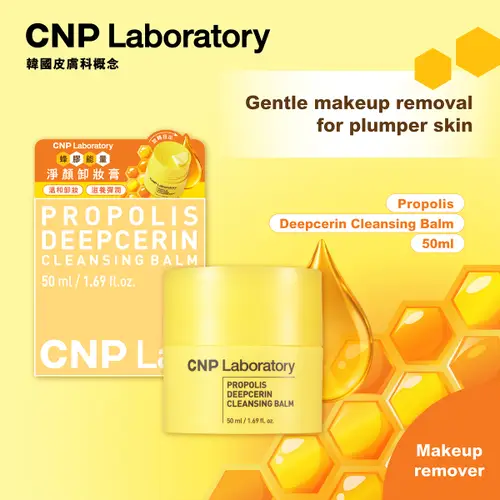 CNP Laboratory
韓國皮膚科概念
Gentle makeup removal
for plumper skin
CNP Laboratory
蜂膠能量
淨顏卸妝膏
溫和卸妝
滋養彈潤
PROPOLIS
DEEPCERIN
CLEANSING BALM
50 ml / 1.69 fl.oz.
CNP La
Propolis
Deepcerin Cleansing Balm
50ml
CNP Laboratory
PROPOLIS
DEEPCERIN
CLEANSING BALM
50 ml / 1.69 fl. oz.
Makeup
remover